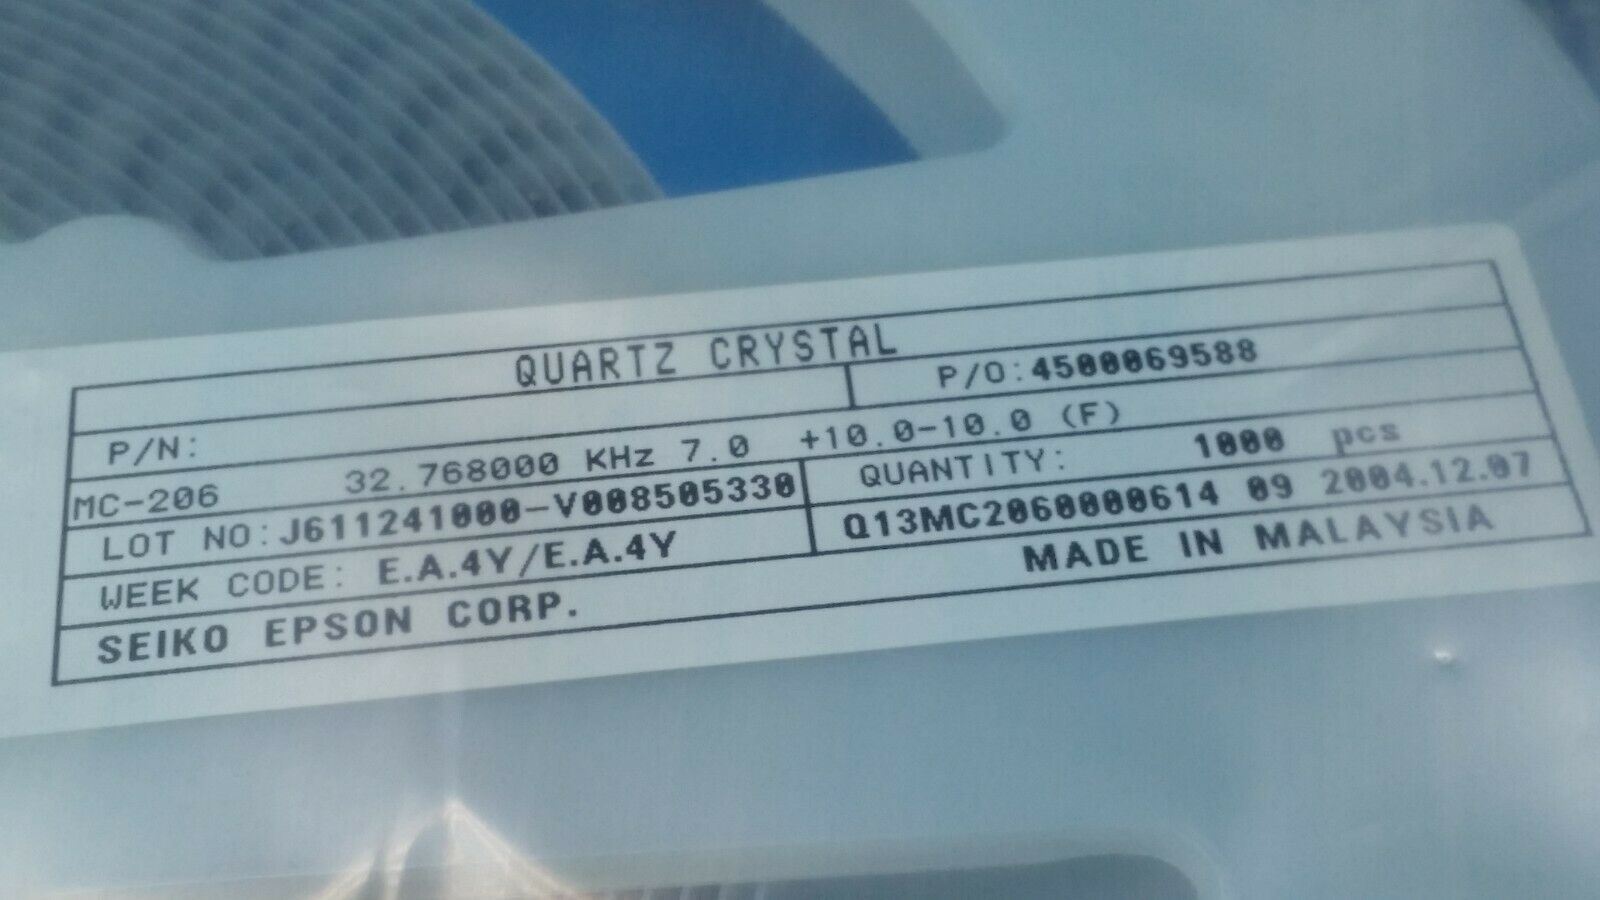 QUARTZ CRYSTAL
P/N: P/O:4500069588
MC-206 32.768000 KHz 7.0 +10.0-10.0 (F)
LOT NO:J611241000-V008505330 QUANTITY: 1000 pcs
WEEK CODE: E.A.4Y/E.A.4Y Q13MC2060000614 09 2004.12.07
SEIKO EPSON CORP. MADE IN MALAYSIA